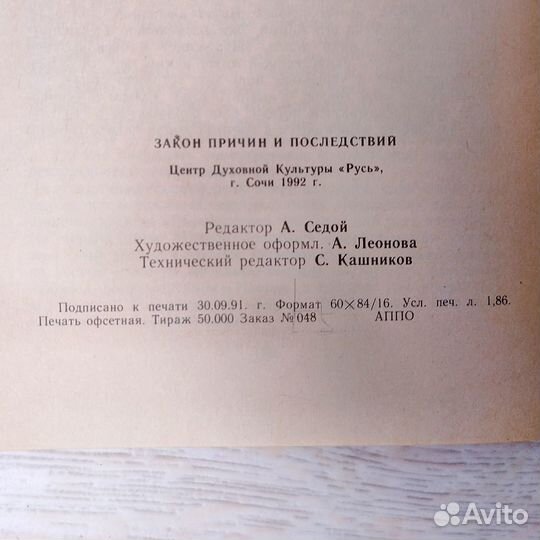 ЗАКОН ПРИЧИН И ПОСЛЕДСТВИЙ
Центр Духовной Культуры «Русь»,
г. Сочи 1992 г.
Редактор А. Седой
Художественное оформл. А. Леонова
Технический редактор С. Кашников
Подписано к печати 30.09.91. г. Формат 60×84/16. Усл. печ. л. 1,86.
Печать офсетная. Тираж 50.000 Заказ № 048 АППО
Avito